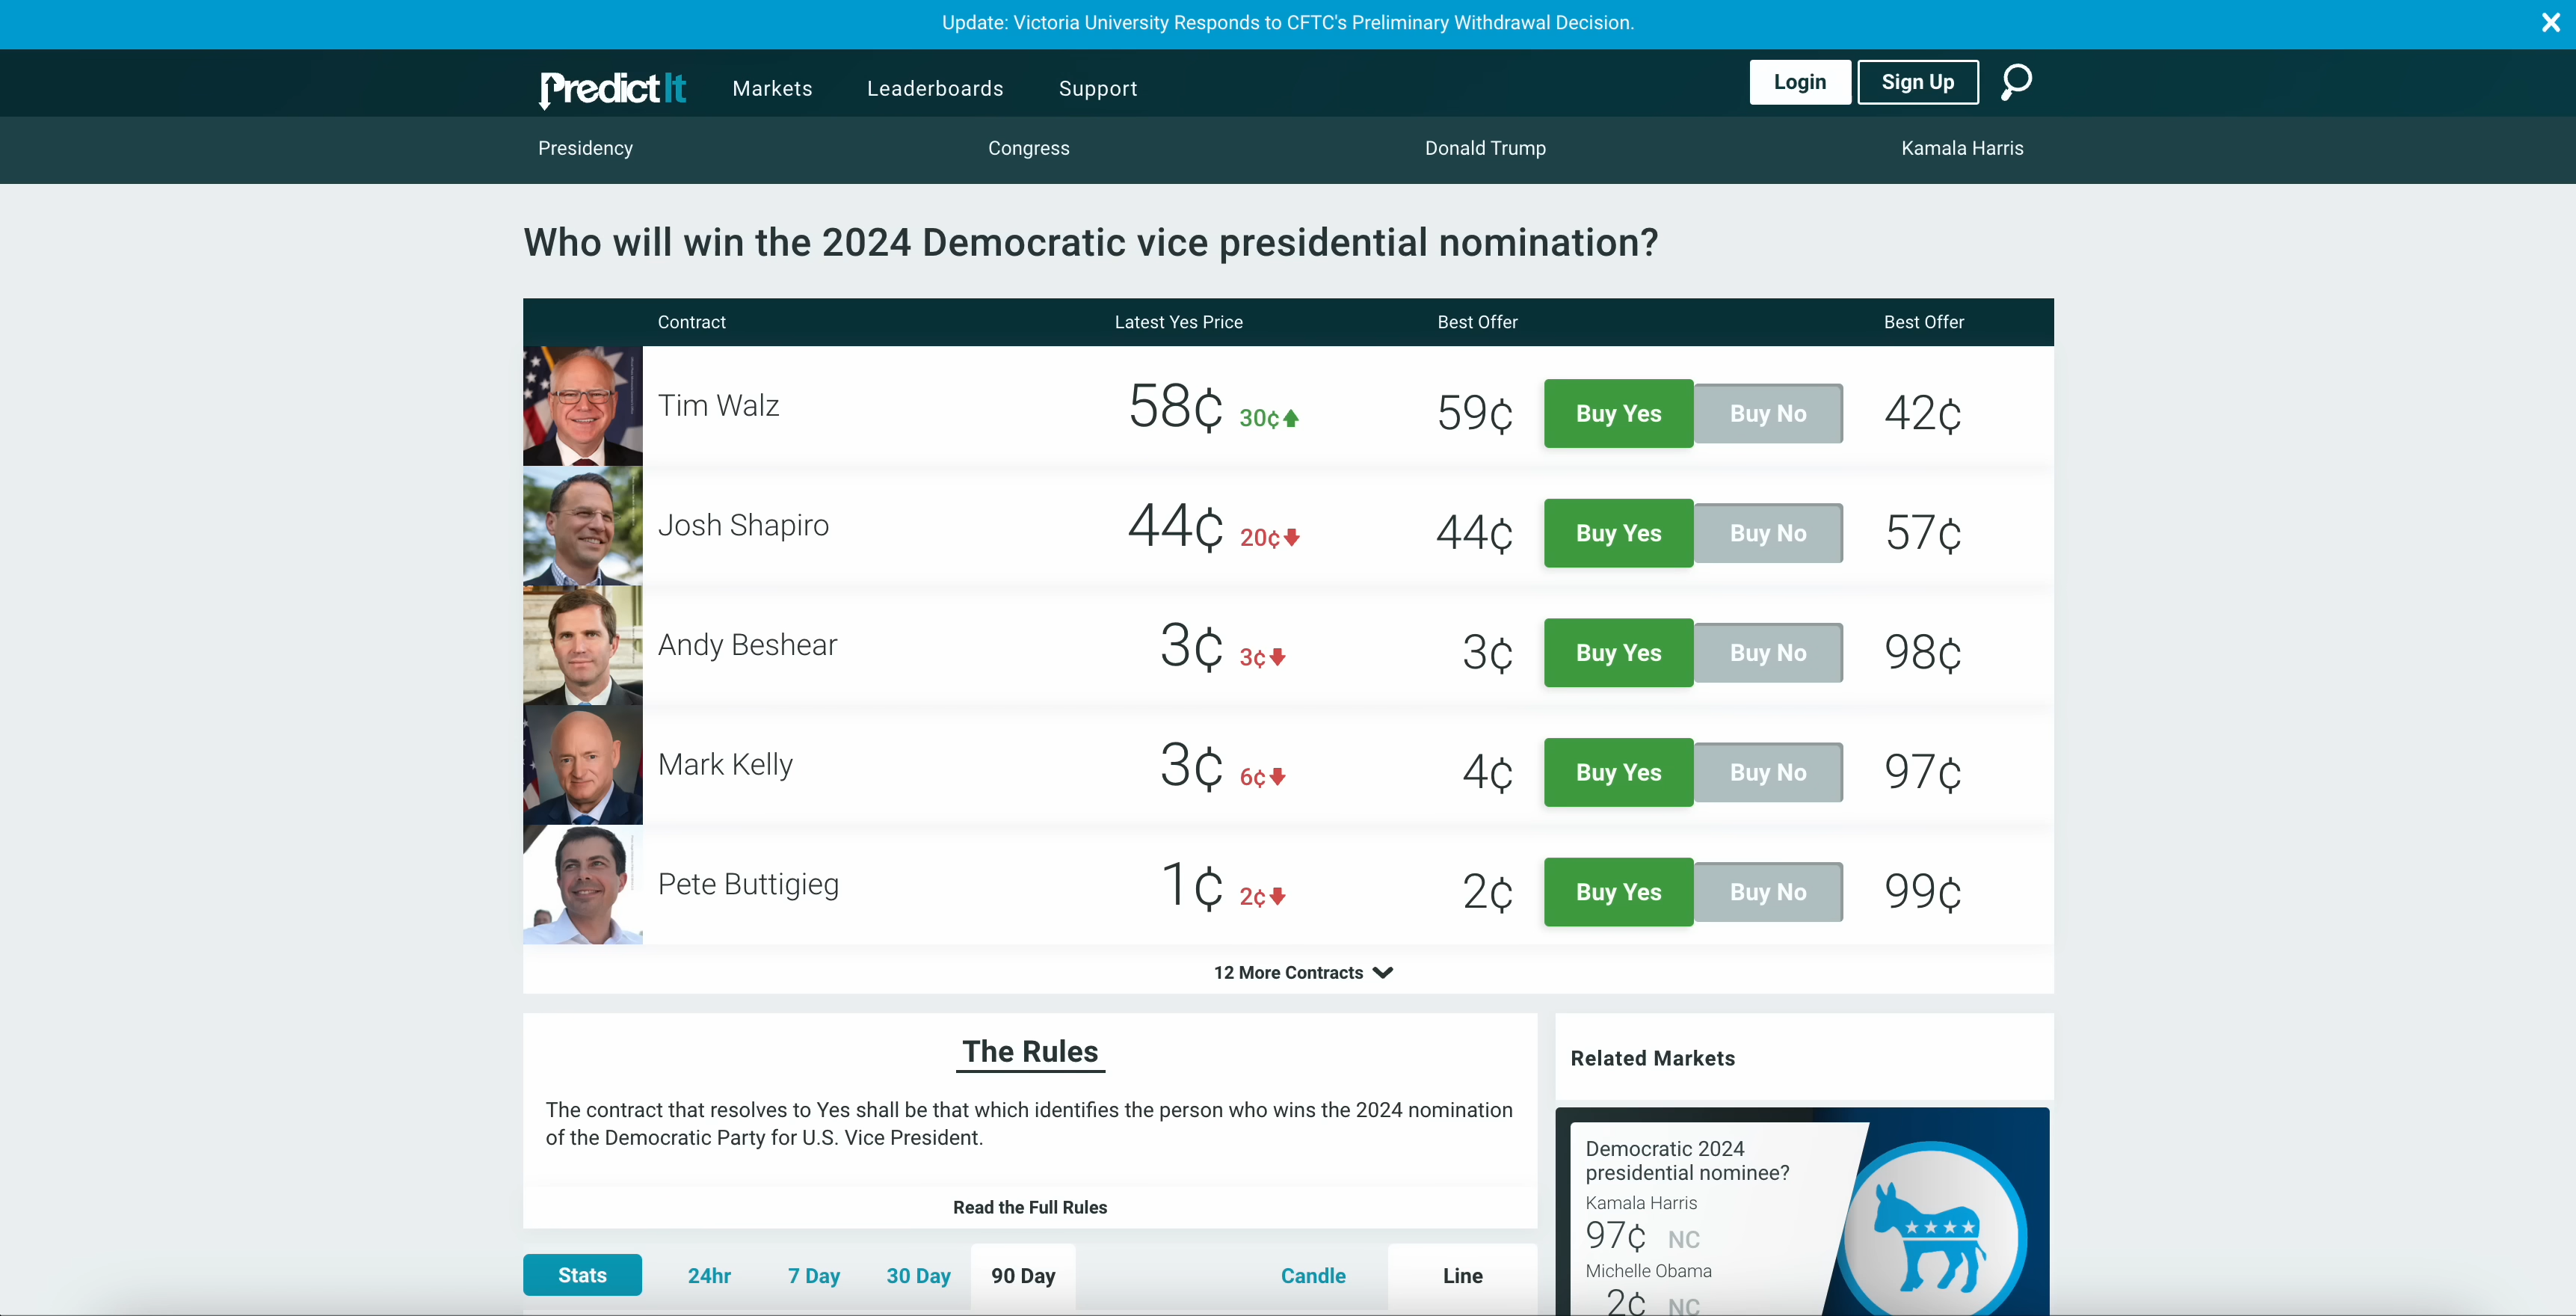 Update: Victoria University Responds to CFTC's Preliminary Withdrawal Decision.
PredictIt
Markets
Leaderboards
Support
Login
Sign Up
Presidency
Congress
Donald Trump
Kamala Harris
Who will win the 2024 Democratic vice presidential nomination?
Contract
Latest Yes Price
Best Offer
Best Offer
Tim Walz
58¢ 30¢
59¢
Buy Yes
Buy No
42¢
Josh Shapiro
44¢ 20¢
44¢
Buy Yes
Buy No
57¢
Andy Beshear
3¢ 3¢
3¢
Buy Yes
Buy No
98¢
Mark Kelly
3¢ 6¢
4¢
Buy Yes
Buy No
97¢
Pete Buttigieg
1¢ 2¢
2¢
Buy Yes
Buy No
99¢
12 More Contracts
The Rules
The contract that resolves to Yes shall be that which identifies the person who wins the 2024 nomination
of the Democratic Party for U.S. Vice President.
Read the Full Rules
Stats
24hr
7 Day
30 Day
90 Day
Candle
Line
Related Markets
Democratic 2024
presidential nominee?
Kamala Harris
97¢ NC
Michelle Obama
2¢ NC